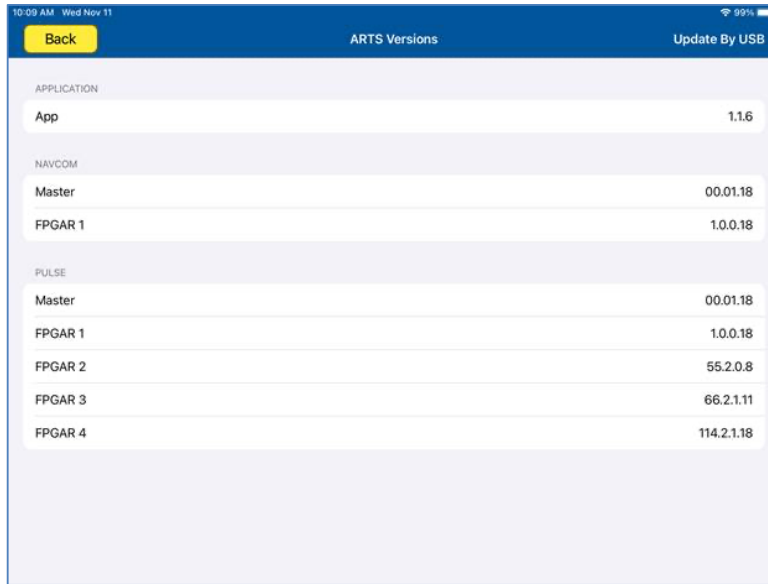 10:09 AM Wed Nov 11 99%
Back ARTS Versions Update By USB
APPLICATION
App 1.1.6
NAVCOM
Master 00.01.18
FPGAR 1 1.0.0.18
PULSE
Master 00.01.18
FPGAR 1 1.0.0.18
FPGAR 2 55.2.0.8
FPGAR 3 66.2.1.11
FPGAR 4 114.2.1.18